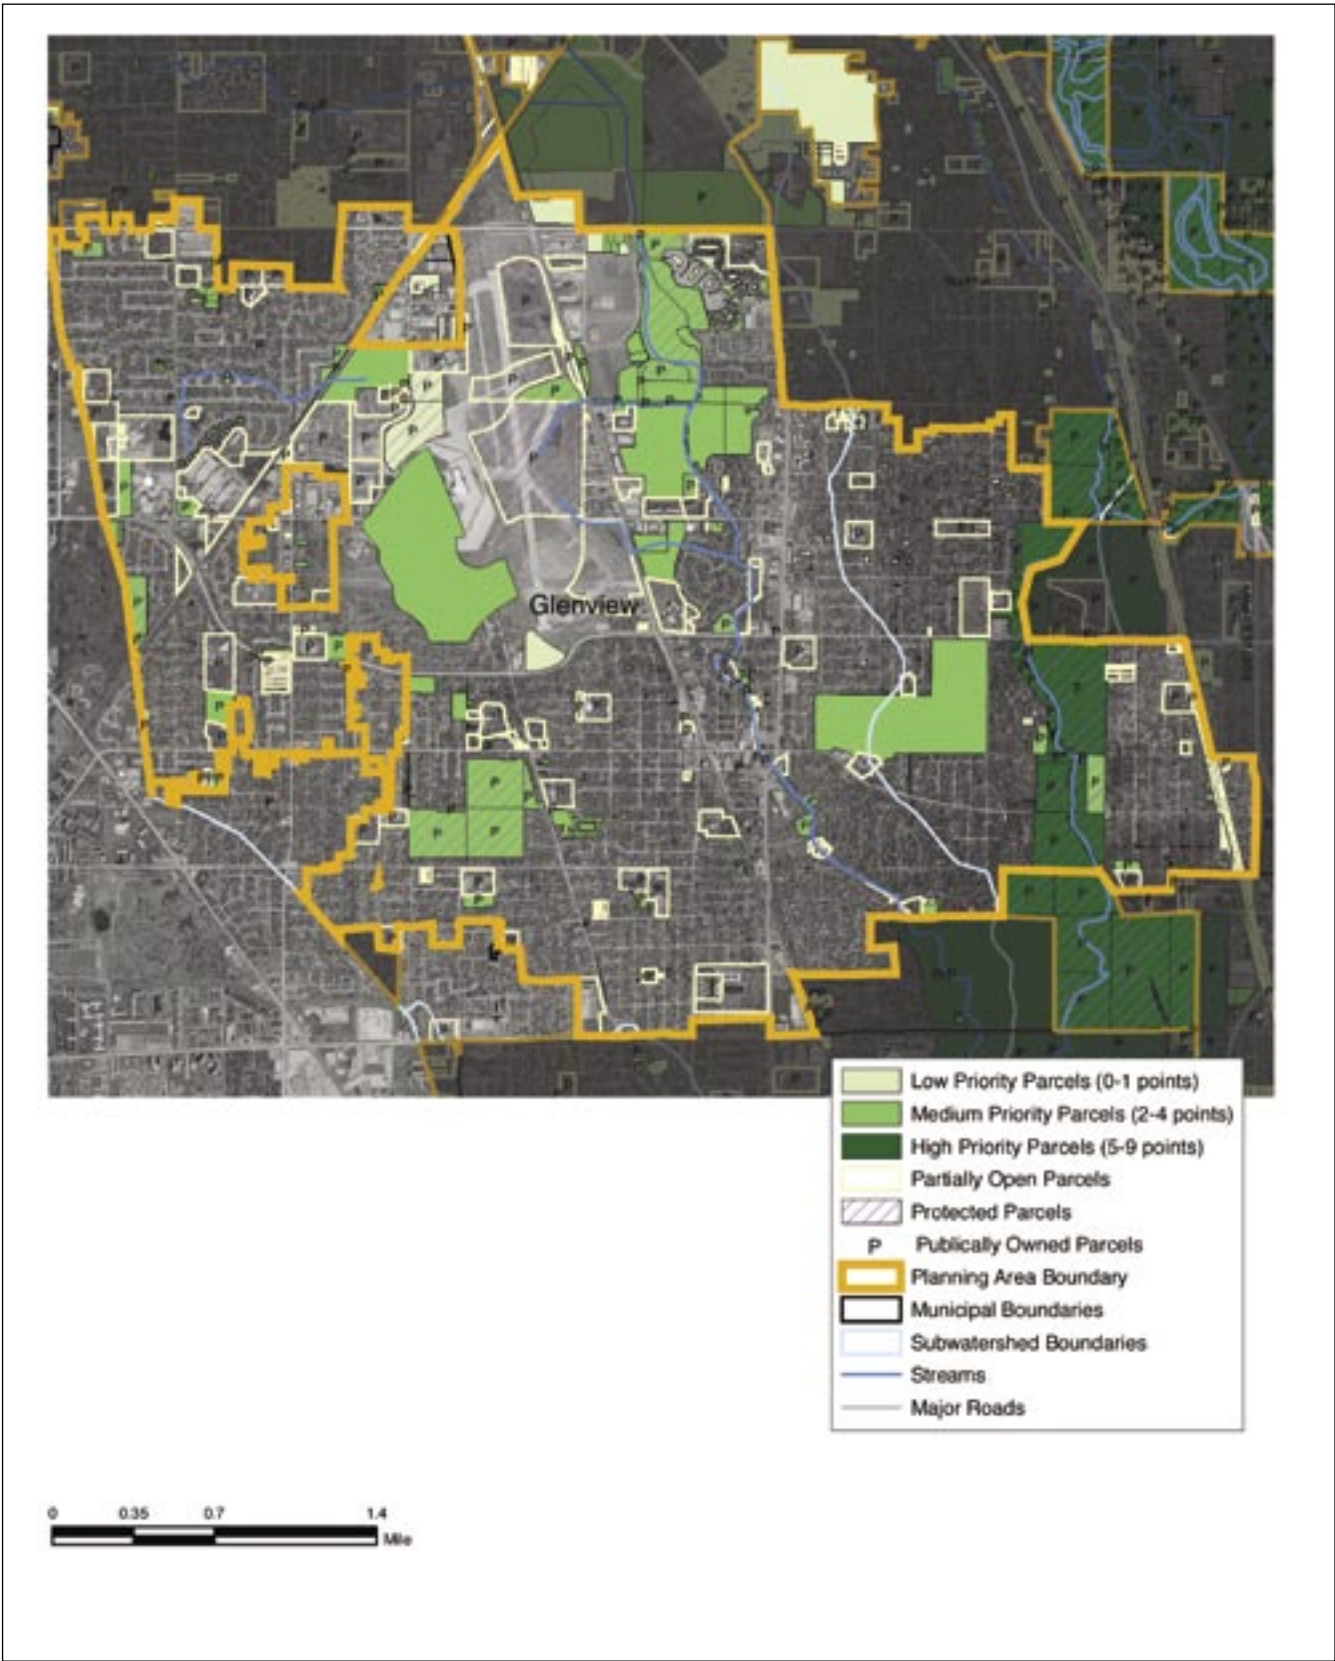 Glenview
Low Priority Parcels (0-1 points)
Medium Priority Parcels (2-4 points)
High Priority Parcels (5-9 points)
Partially Open Parcels
Protected Parcels
P Publically Owned Parcels
Planning Area Boundary
Municipal Boundaries
Subwatershed Boundaries
Streams
Major Roads
0 0.35 0.7 1.4
Mile